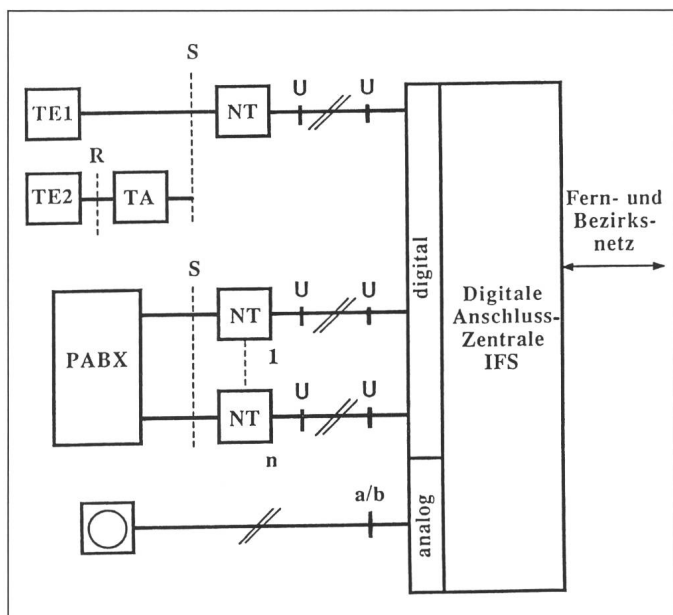 S
U U
TE1 NT
R
TE2 TA
Fern- und
Bezirks-
netz
S
U U
digital
NT
Digitale
Anschluss-
Zentrale
IFS
PABX
1
U U
NT
n
a/b
analog